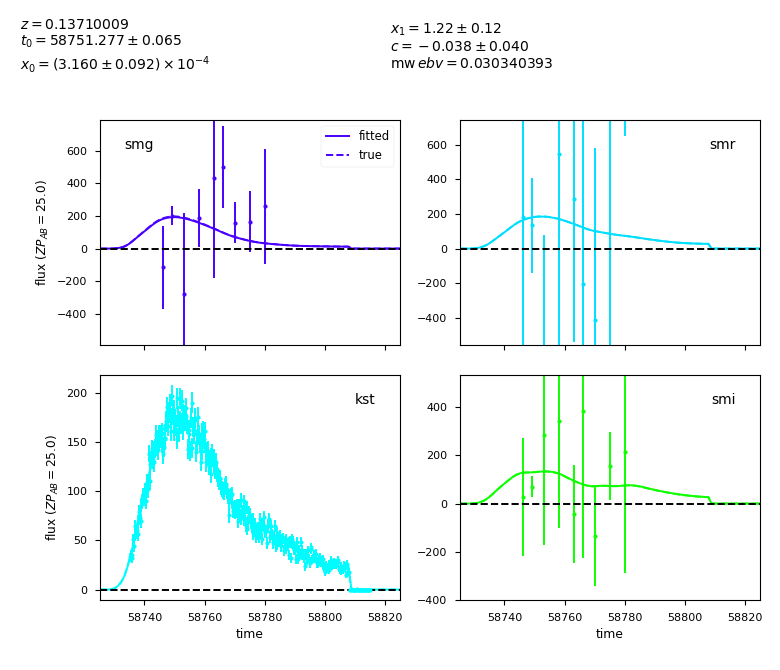 z = 0.13710009
t₀ = 58751.277 ± 0.065
x₀ = (3.160 ± 0.092) × 10⁻⁴
x₁ = 1.22 ± 0.12
c = −0.038 ± 0.040
mw ebv = 0.030340393
smg
fitted
true
600
400
200
0
−200
−400
flux (ZP_AB = 25.0)
smr
600
400
200
0
−200
−400
kst
200
150
100
50
0
flux (ZP_AB = 25.0)
58740 58760 58780 58800 58820
time
smi
400
200
0
−200
−400
58740 58760 58780 58800 58820
time